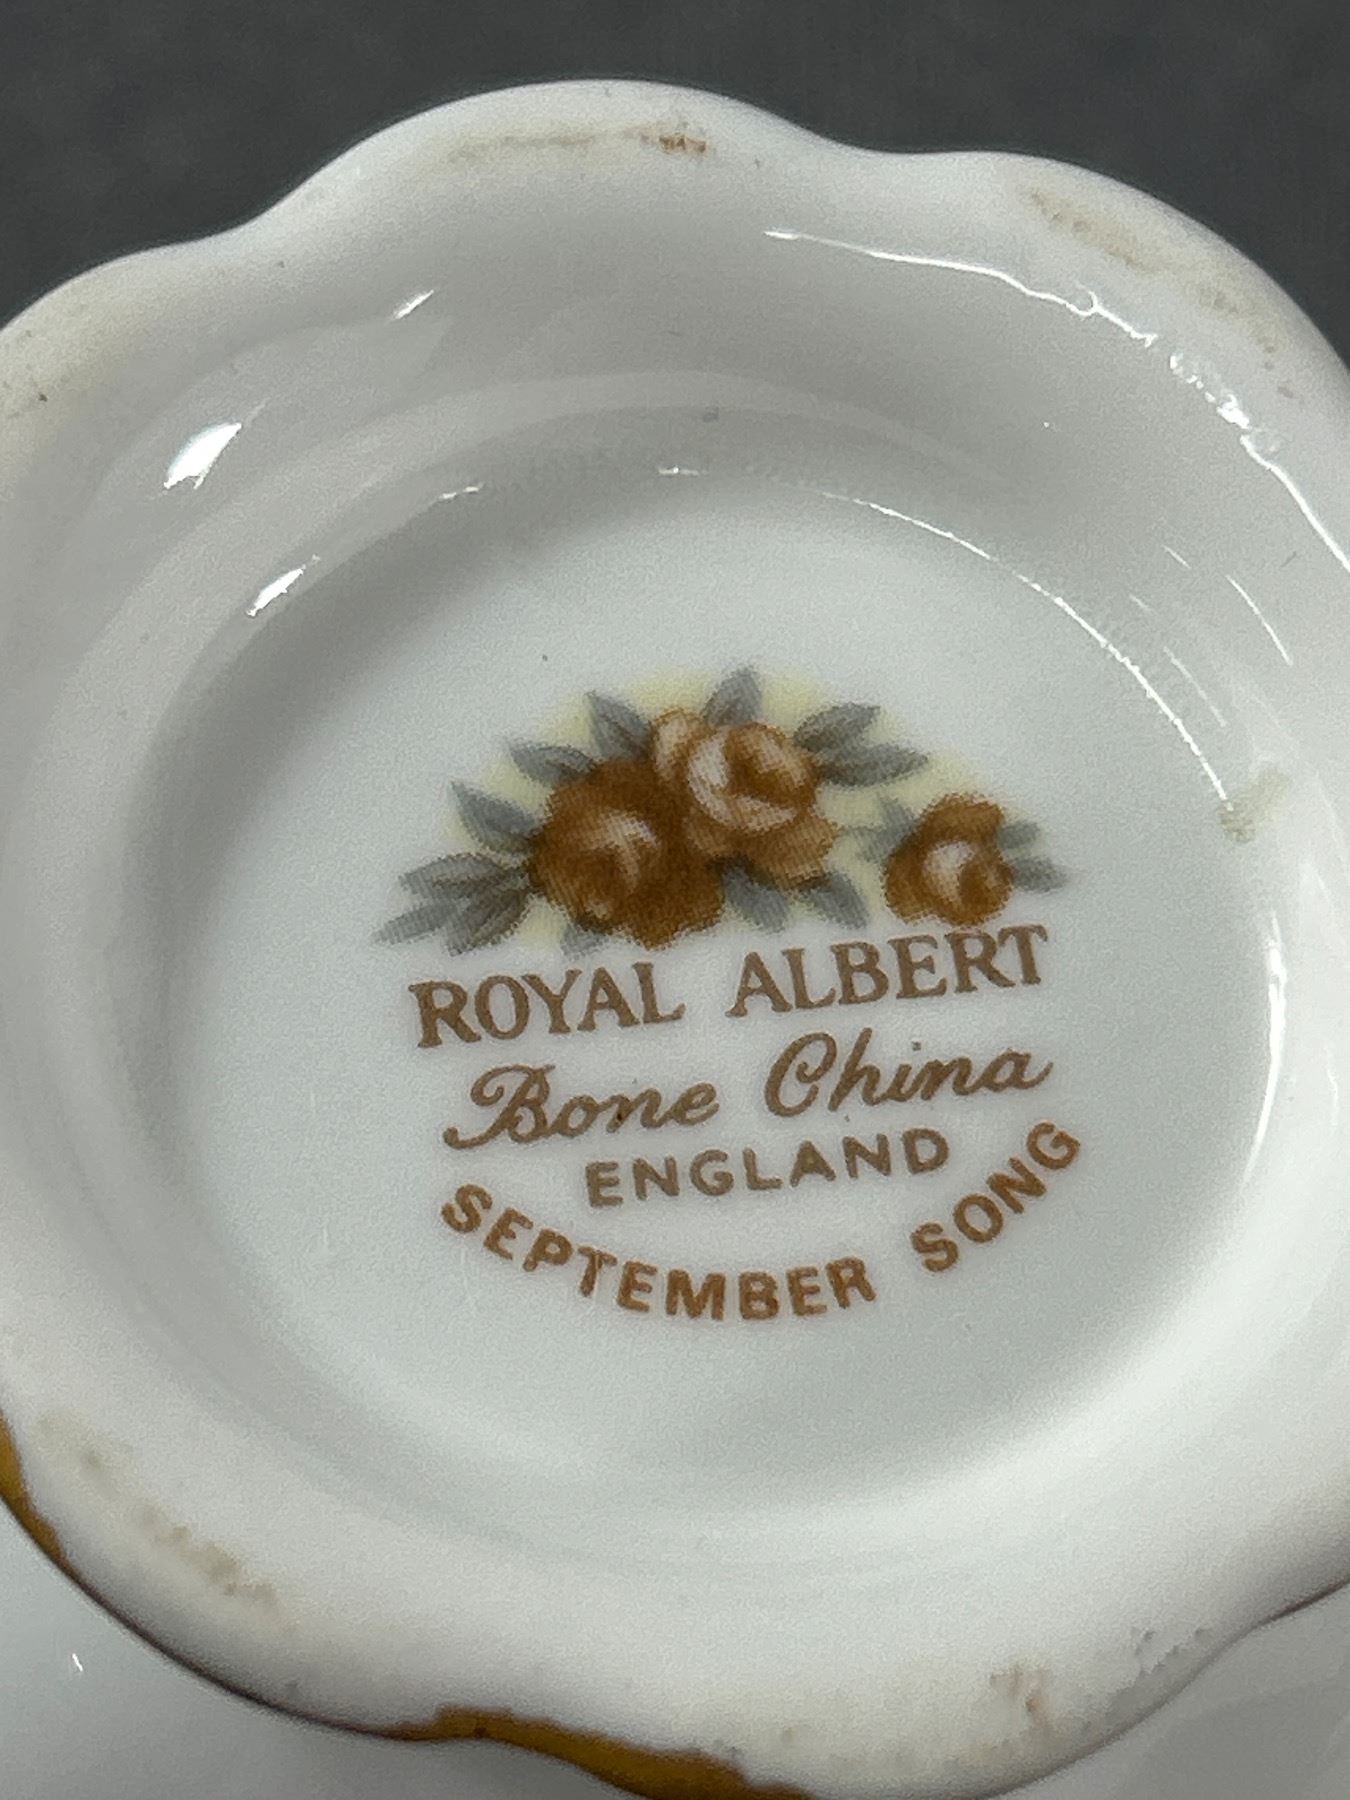 ROYAL ALBERT
Bone China
ENGLAND
SEPTEMBER SONG